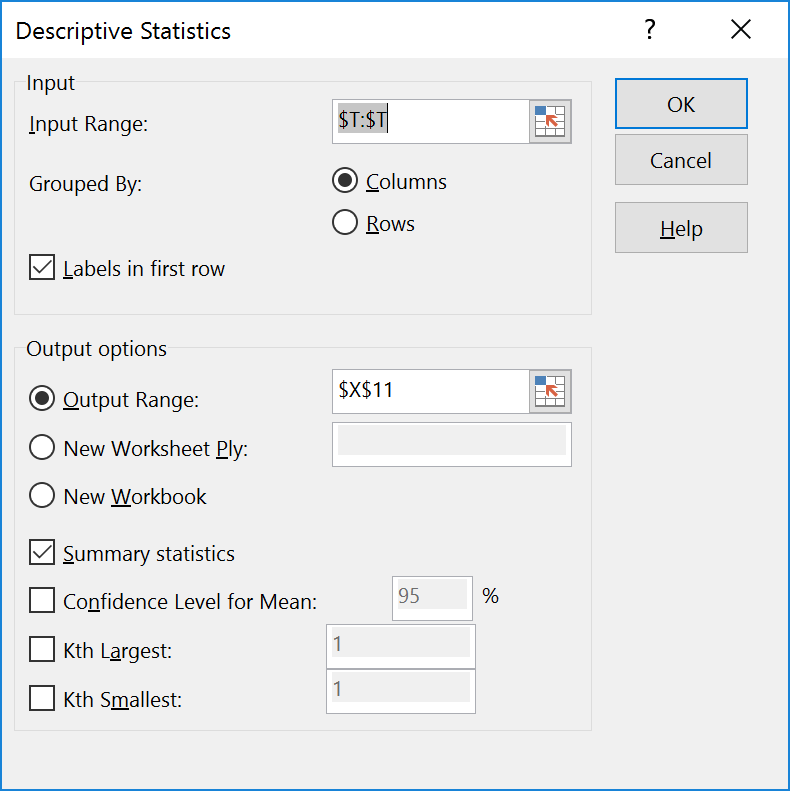 Descriptive Statistics ?
Input
Input Range: $T:$T
OK
Cancel
Grouped By: Columns
Rows
Help
Labels in first row
Output options
Output Range: $X$11
New Worksheet Ply:
New Workbook
Summary statistics
Confidence Level for Mean: 95 %
Kth Largest: 1
Kth Smallest: 1